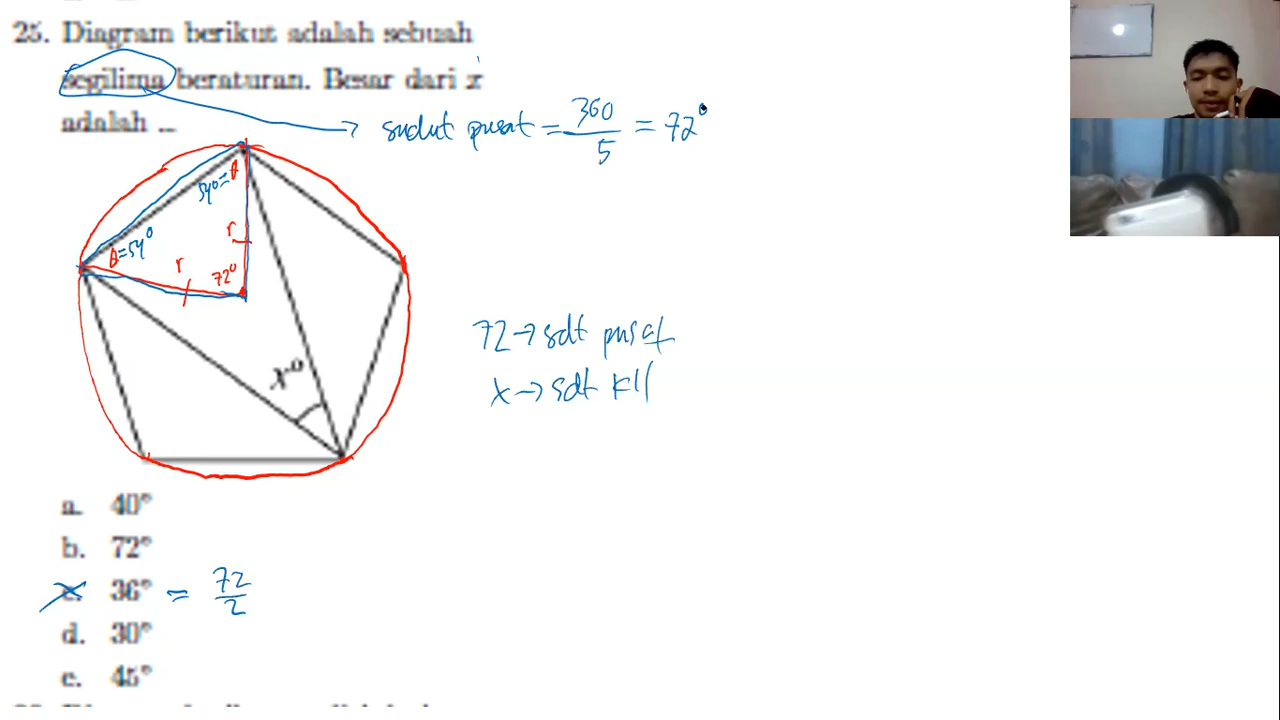 25. Diagram berikut adalah sebuah
segilima beraturan. Besar dari x
adalah ...
sudut pusat = 360/5 = 72°
54° = θ
θ = 54°
r
r
72°
x°
72 → sdt pusat
x → sdt kll
a. 40°
b. 72°
c. 36° = 72/2
d. 30°
e. 45°